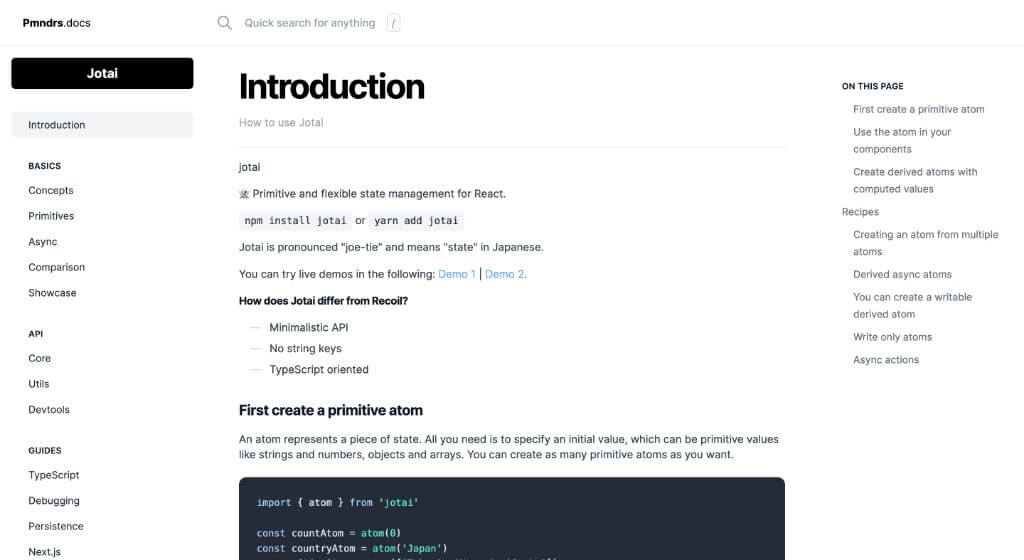 Pmndrs.docs
Quick search for anything /
Jotai
Introduction
BASICS
Concepts
Primitives
Async
Comparison
Showcase
API
Core
Utils
Devtools
GUIDES
TypeScript
Debugging
Persistence
Next.js
Introduction
How to use Jotai
jotai
Primitive and flexible state management for React.
npm install jotai or yarn add jotai
Jotai is pronounced "joe-tie" and means "state" in Japanese.
You can try live demos in the following: Demo 1 | Demo 2.
How does Jotai differ from Recoil?
— Minimalistic API
— No string keys
— TypeScript oriented
First create a primitive atom
An atom represents a piece of state. All you need is to specify an initial value, which can be primitive values
like strings and numbers, objects and arrays. You can create as many primitive atoms as you want.
import { atom } from 'jotai'
const countAtom = atom(0)
const countryAtom = atom('Japan')
ON THIS PAGE
First create a primitive atom
Use the atom in your
components
Create derived atoms with
computed values
Recipes
Creating an atom from multiple
atoms
Derived async atoms
You can create a writable
derived atom
Write only atoms
Async actions